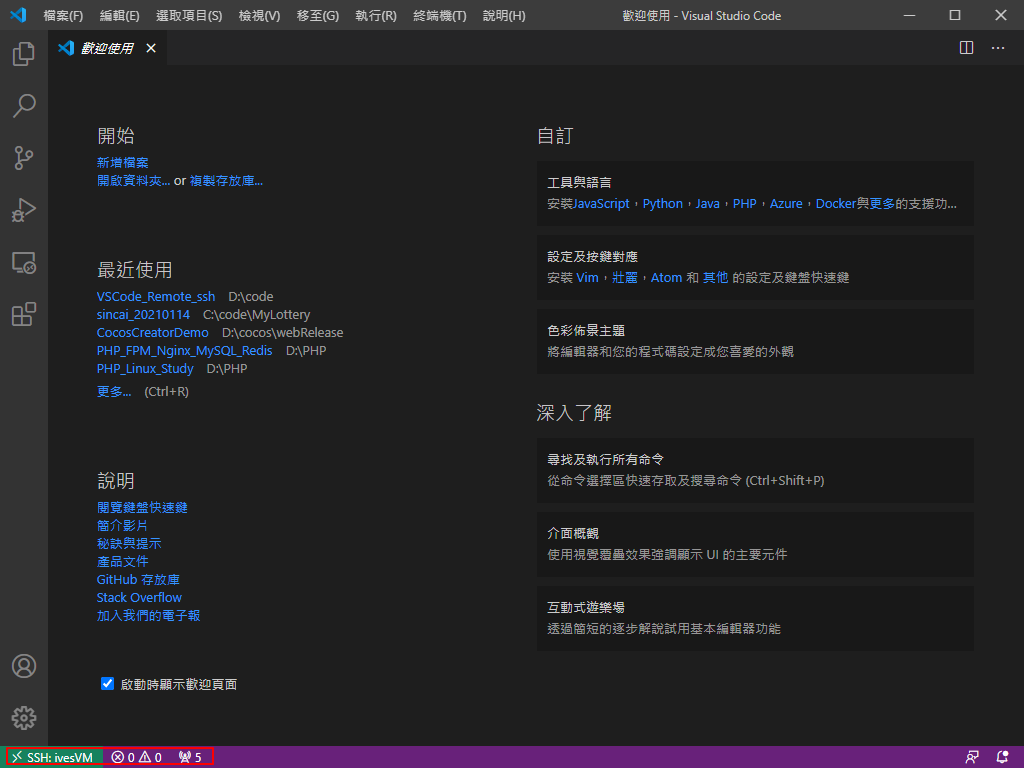 檔案(F) 編輯(E) 選取項目(S) 檢視(V) 移至(G) 執行(R) 終端機(T) 說明(H) 歡迎使用 - Visual Studio Code
歡迎使用
開始
新增檔案
開啟資料夾... or 複製存放庫...
最近使用
VSCode_Remote_ssh D:\code
sincai_20210114 C:\code\MyLottery
CocosCreatorDemo D:\cocos\webRelease
PHP_FPM_Nginx_MySQL_Redis D:\PHP
PHP_Linux_Study D:\PHP
更多... (Ctrl+R)
說明
閱覽鍵盤快速鍵
簡介影片
秘訣與提示
產品文件
GitHub 存放庫
Stack Overflow
加入我們的電子報
啟動時顯示歡迎頁面
自訂
工具與語言
安裝JavaScript，Python，Java，PHP，Azure，Docker與更多的支援功...
設定及按鍵對應
安裝 Vim，壯麗，Atom 和 其他 的設定及鍵盤快速鍵
色彩佈景主題
將編輯器和您的程式碼設定成您喜愛的外觀
深入了解
尋找及執行所有命令
從命令選擇區快速存取及搜尋命令 (Ctrl+Shift+P)
介面概觀
使用視覺覆疊效果強調顯示 UI 的主要元件
互動式遊樂場
透過簡短的逐步解說試用基本編輯器功能
SSH: ivesVM 0 0 5